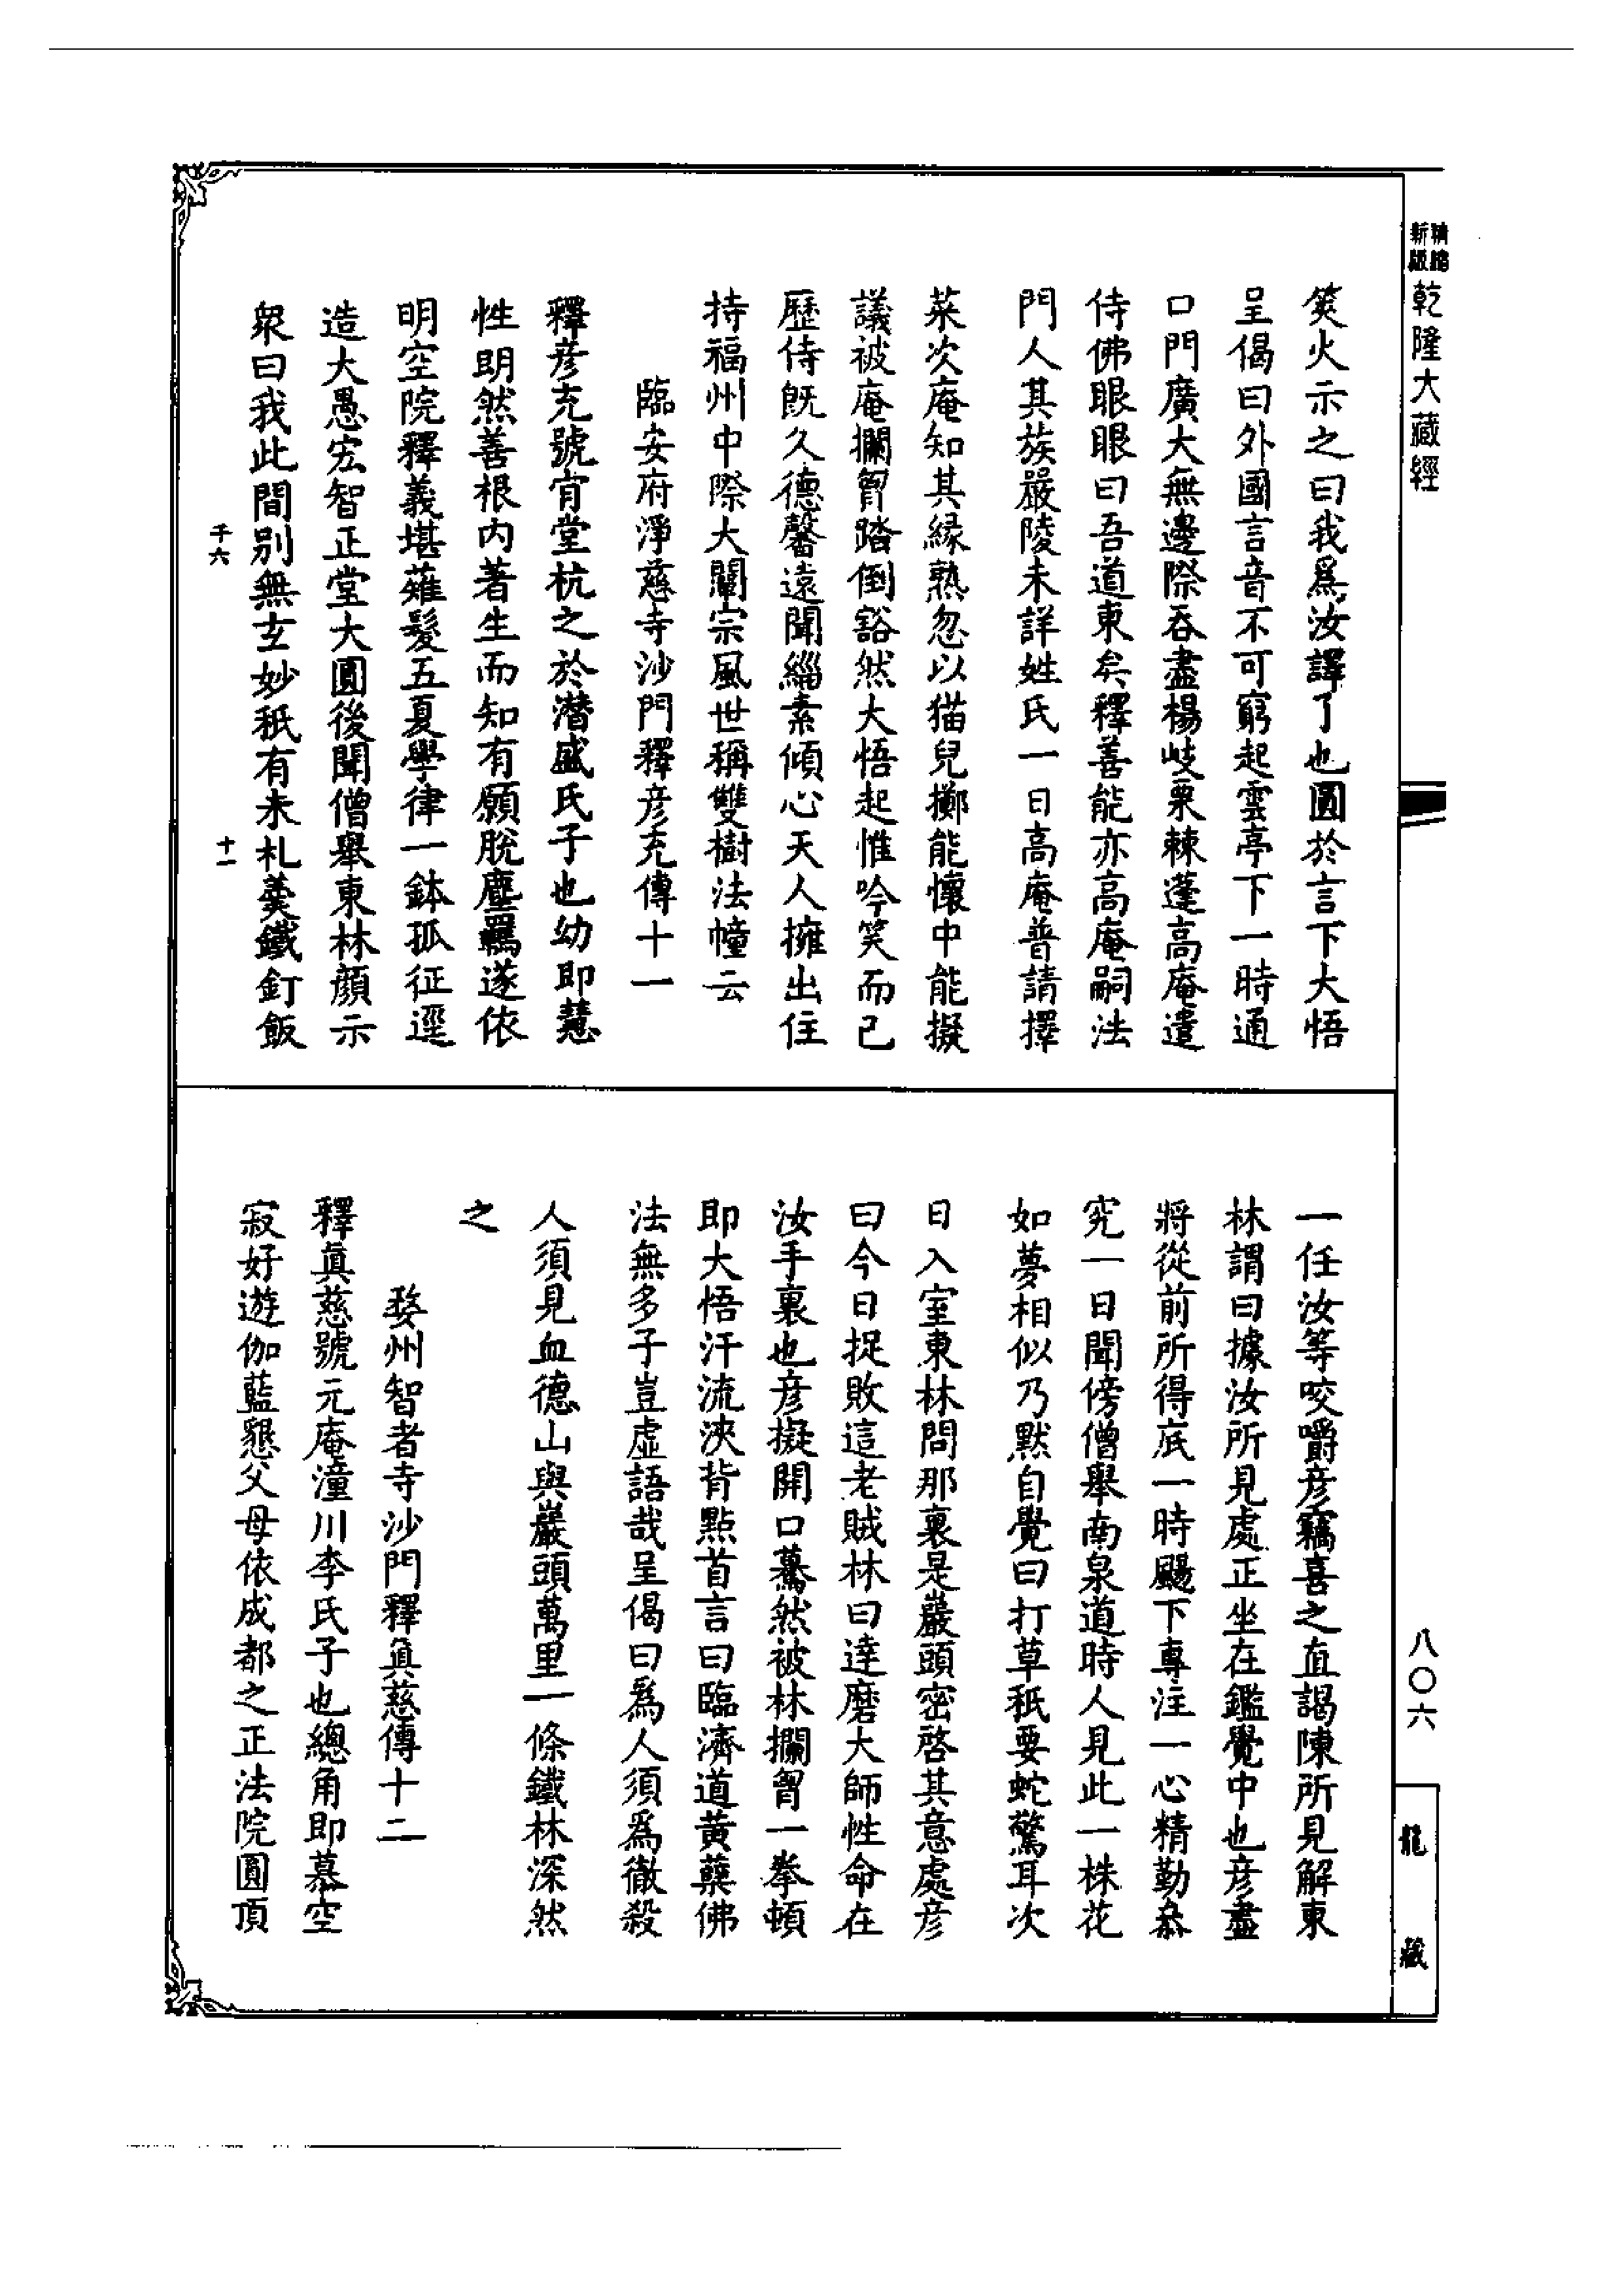 精鐫
新版
乾隆大藏經
笑火示之曰我爲汝譯了也圓於言下大悟
呈偈曰外國言音不可窮起雲亭下一時通
口門廣大無邊際吞盡楊岐栗棘蓬高庵遣
侍佛眼眼曰吾道東矣釋善能亦高庵嗣法
門人其族嚴陵未詳姓氏一日高庵普請擇
菜次庵知其縁熟忽以猫兒擲能懷中能擬
議被庵攔胷踏倒豁然大悟起惟吟笑而已
歷侍旣久德馨遠聞緇素傾心天人擁出住
持福州中際大闡宗風世稱雙樹法幢云
臨安府淨慈寺沙門釋彦充傳十一
釋彦充號肯堂杭之於潛盛氏子也幼即慧
性明然善根内著生而知有願脫塵羈遂依
明空院釋義堪薙髮五夏學律一鉢孤征逕
造大愚宏智正堂大圓後聞僧舉東林顔示
衆曰我此間別無玄妙秖有木札羮鐵釘飯
千六
十一
一任汝等咬嚼彦竊喜之直謁陳所見解東
林謂曰據汝所見處正坐在鑑覺中也彦盡
將從前所得底一時颺下專注一心精勤叅
究一日聞傍僧舉南泉道時人見此一株花
如夢相似乃默自覺曰打草秖要蛇驚耳次
日入室東林問那裏是巖頭密啓其意處彦
曰今日捉敗這老賊林曰達磨大師性命在
汝手裏也彦擬開口驀然被林攔胷一拳頓
即大悟汗流浹背點首言曰臨濟道黃蘗佛
法無多子豈虛語哉呈偈曰爲人須爲徹殺
人須見血德山與巖頭萬里一條鐵林深然
之
婺州智者寺沙門釋眞慈傳十二
釋眞慈號元庵潼川李氏子也總角即慕空
寂好遊伽藍懇父母依成都之正法院圓頂
八〇六
龍藏